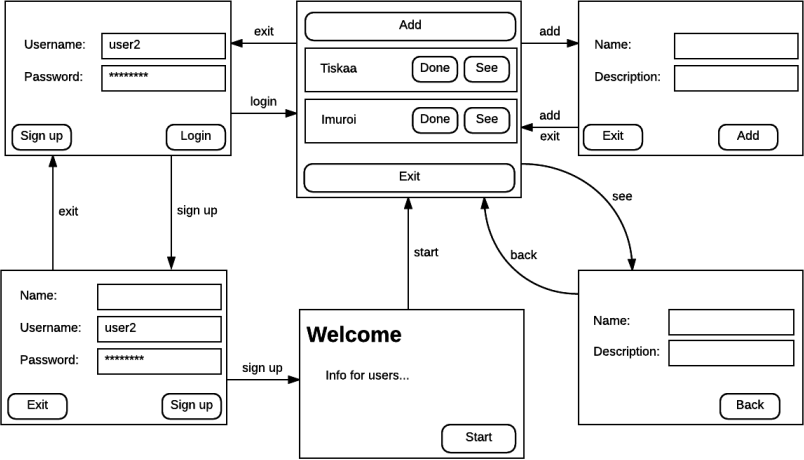 Username: user2
Password: ********
Sign up Login
exit
login
Add
Tiskaa Done See
Imuroi Done See
Exit
add
add
exit
Name:
Description:
Exit Add
exit
sign up
start
back
see
Name:
Username: user2
Password: ********
Exit Sign up
sign up
Welcome
Info for users...
Start
Name:
Description:
Back